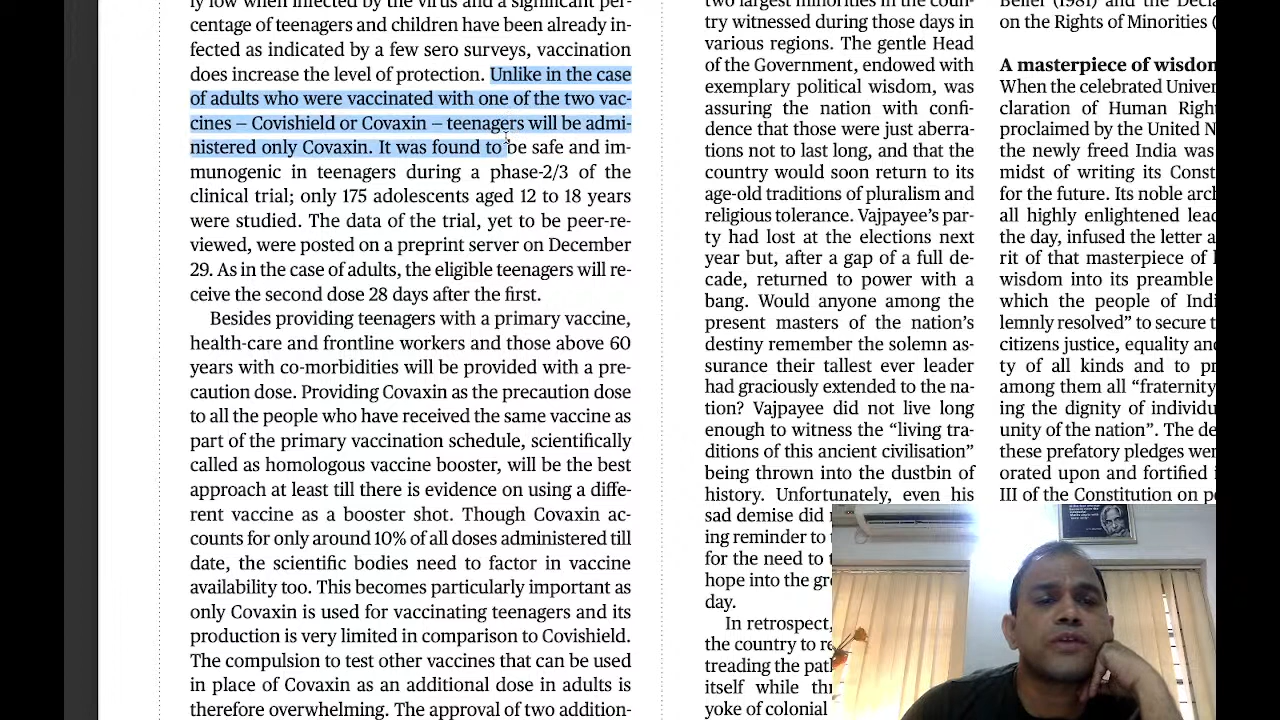 ly low when infected by the virus and a significant per-
centage of teenagers and children have been already in-
fected as indicated by a few sero surveys, vaccination
does increase the level of protection. Unlike in the case
of adults who were vaccinated with one of the two vac-
cines – Covishield or Covaxin – teenagers will be admi-
nistered only Covaxin. It was found to be safe and im-
munogenic in teenagers during a phase-2/3 of the
clinical trial; only 175 adolescents aged 12 to 18 years
were studied. The data of the trial, yet to be peer-re-
viewed, were posted on a preprint server on December
29. As in the case of adults, the eligible teenagers will re-
ceive the second dose 28 days after the first.
Besides providing teenagers with a primary vaccine,
health-care and frontline workers and those above 60
years with co-morbidities will be provided with a pre-
caution dose. Providing Covaxin as the precaution dose
to all the people who have received the same vaccine as
part of the primary vaccination schedule, scientifically
called as homologous vaccine booster, will be the best
approach at least till there is evidence on using a diffe-
rent vaccine as a booster shot. Though Covaxin ac-
counts for only around 10% of all doses administered till
date, the scientific bodies need to factor in vaccine
availability too. This becomes particularly important as
only Covaxin is used for vaccinating teenagers and its
production is very limited in comparison to Covishield.
The compulsion to test other vaccines that can be used
in place of Covaxin as an additional dose in adults is
therefore overwhelming. The approval of two addition-
two largest minorities in the coun-
try witnessed during those days in
various regions. The gentle Head
of the Government, endowed with
exemplary political wisdom, was
assuring the nation with confi-
dence that those were just aberra-
tions not to last long, and that the
country would soon return to its
age-old traditions of pluralism and
religious tolerance. Vajpayee's par-
ty had lost at the elections next
year but, after a gap of a full de-
cade, returned to power with a
bang. Would anyone among the
present masters of the nation's
destiny remember the solemn as-
surance their tallest ever leader
had graciously extended to the na-
tion? Vajpayee did not live long
enough to witness the “living tra-
ditions of this ancient civilisation”
being thrown into the dustbin of
history. Unfortunately, even his
sad demise did
ing reminder to
for the need to
hope into the gr
day.
In retrospect,
the country to re
treading the path
itself while thr
yoke of colonial
Belief (1981) and the Decla
on the Rights of Minorities (
A masterpiece of wisdom
When the celebrated Univer
claration of Human Righ
proclaimed by the United N
the newly freed India was
midst of writing its Const
for the future. Its noble arch
all highly enlightened lead
the day, infused the letter a
rit of that masterpiece of
wisdom into its preamble
which the people of Indi
lemnly resolved” to secure t
citizens justice, equality and
ty of all kinds and to pr
among them all “fraternity
ing the dignity of individu
unity of the nation”. The de
these prefatory pledges wer
orated upon and fortified i
III of the Constitution on p